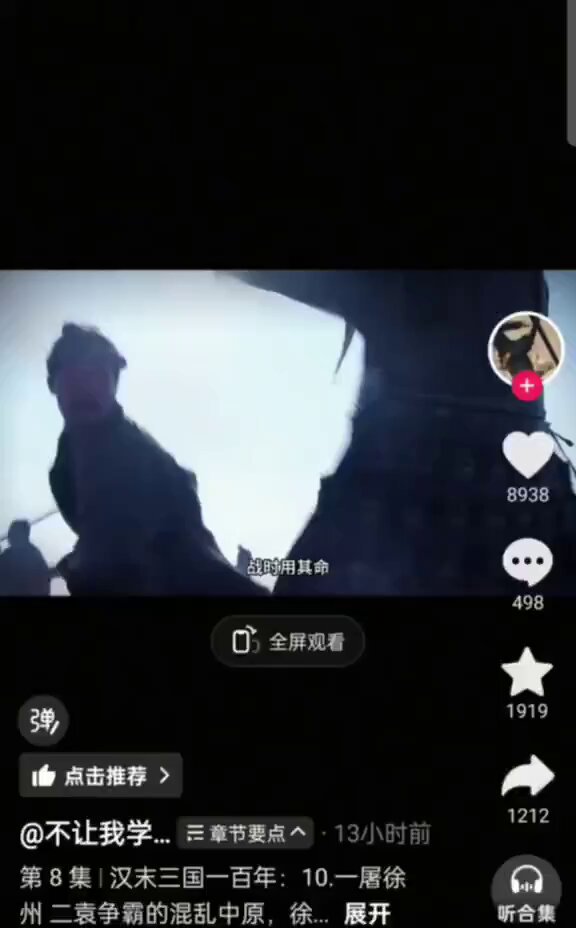 战时用其命
8938
498
全屏观看
1919
弹
点击推荐
1212
@不让我学... 章节要点 · 13小时前
第 8 集 | 汉末三国一百年：10.一屠徐
州 二袁争霸的混乱中原，徐... 展开
听合集